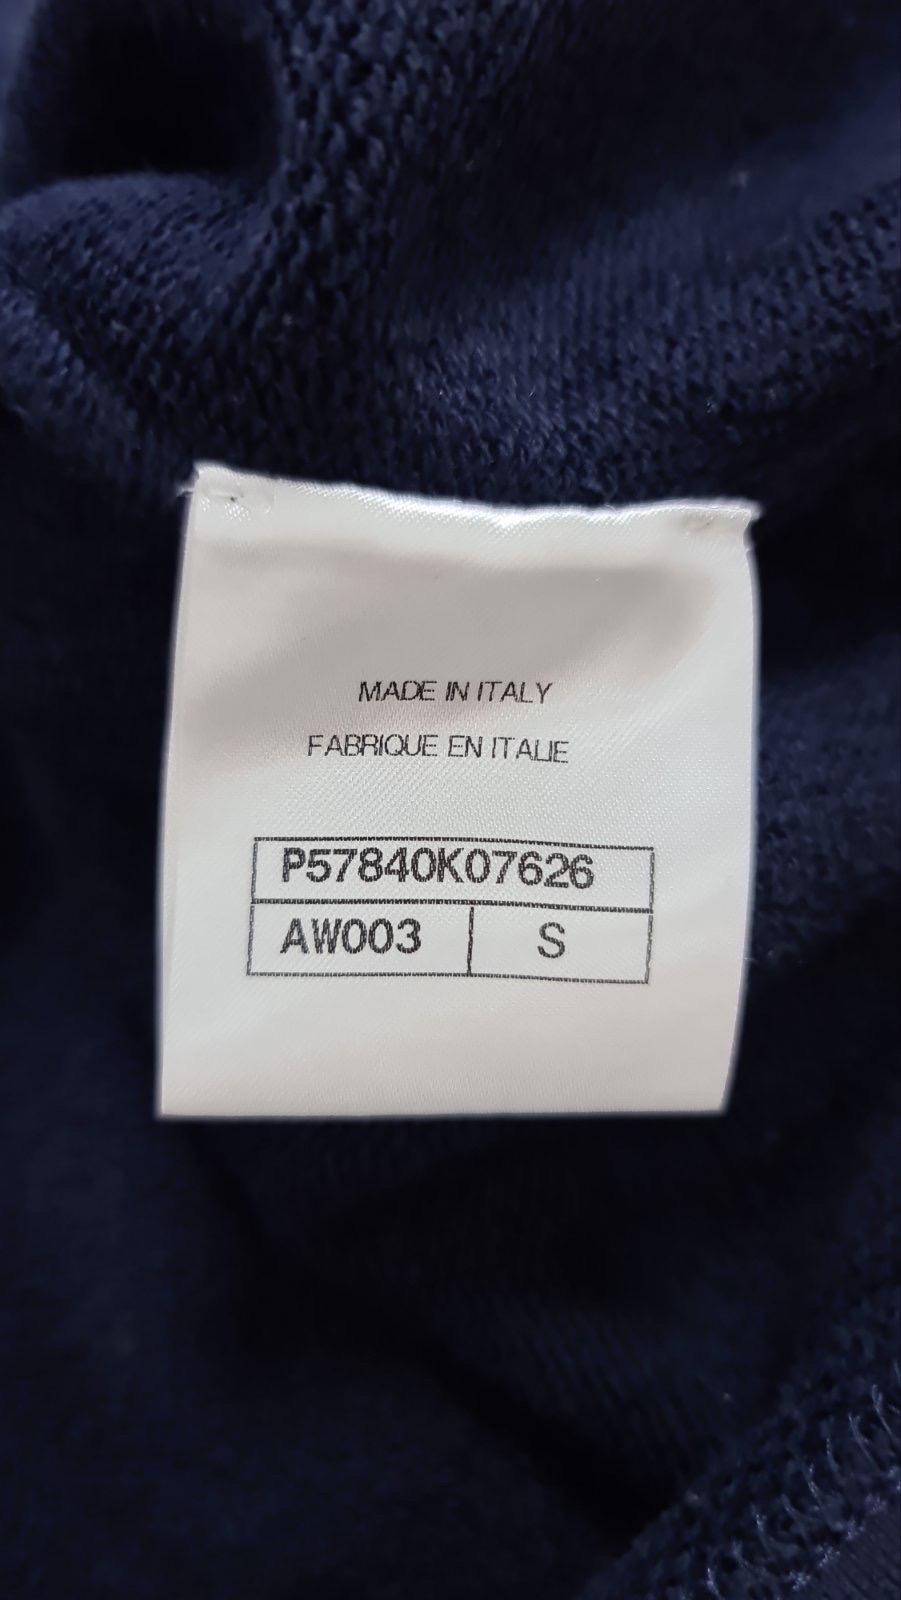 MADE IN ITALY
FABRIQUE EN ITALIE
P57840K07626
AW003 S